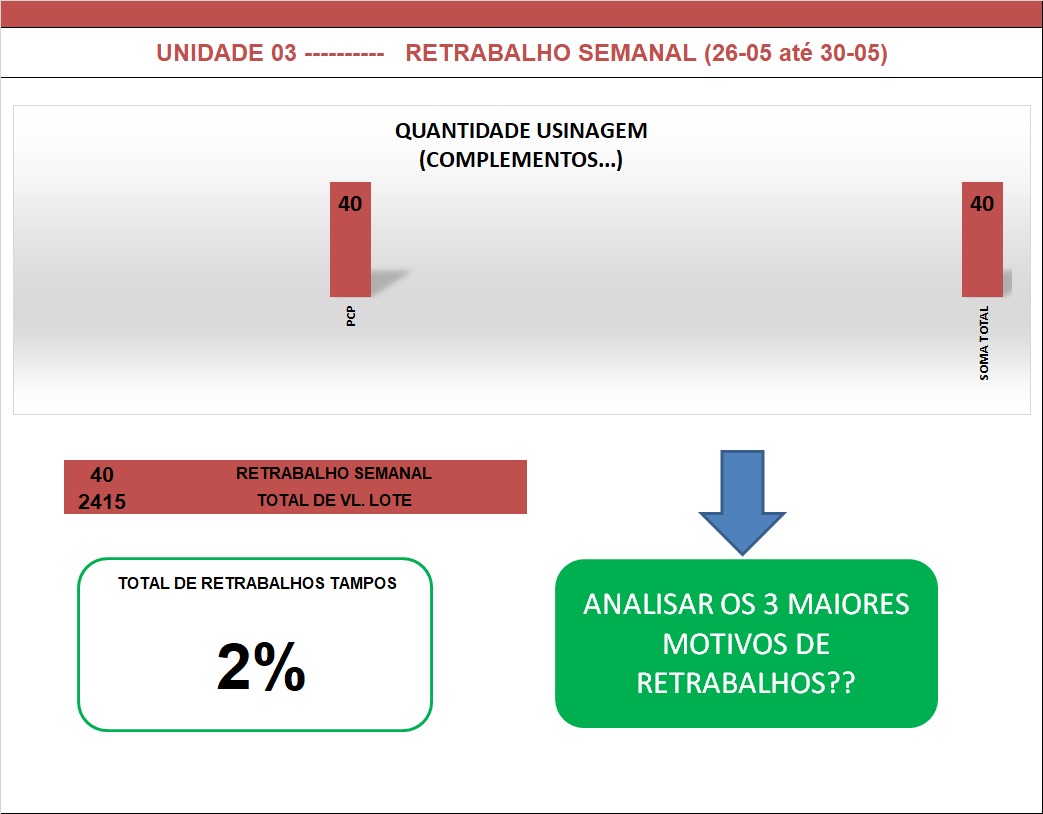 UNIDADE 03 ---------- RETRABALHO SEMANAL (26-05 até 30-05)
QUANTIDADE USINAGEM
(COMPLEMENTOS...)
40
40
PCP
SOMA TOTAL
40 RETRABALHO SEMANAL
2415 TOTAL DE VL. LOTE
TOTAL DE RETRABALHOS TAMPOS
2%
ANALISAR OS 3 MAIORES
MOTIVOS DE
RETRABALHOS??